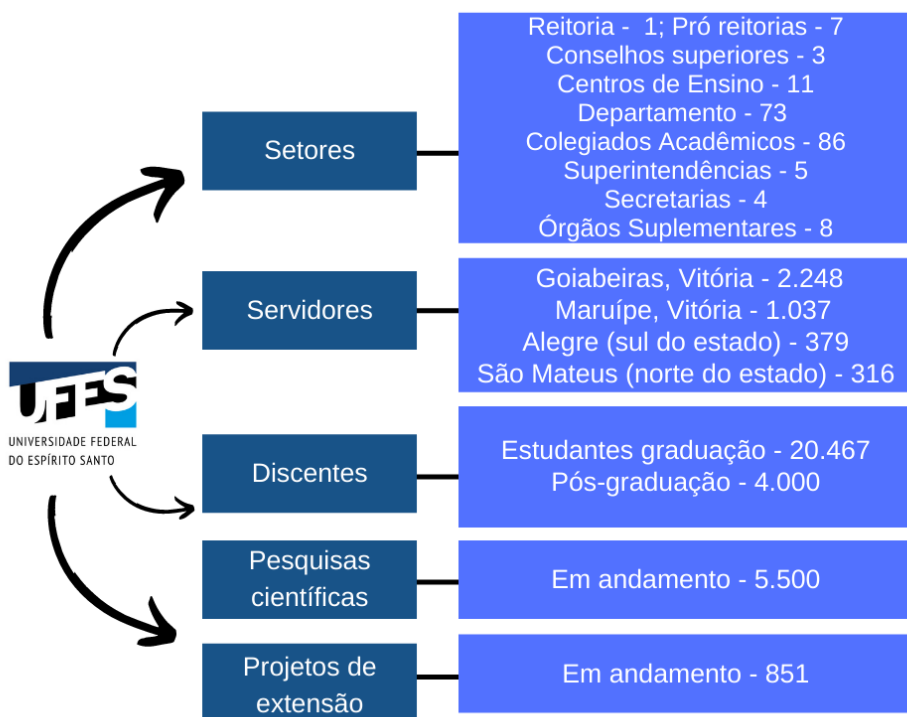 Setores
Reitoria - 1; Pró reitorias - 7
Conselhos superiores - 3
Centros de Ensino - 11
Departamento - 73
Colegiados Acadêmicos - 86
Superintendências - 5
Secretarias - 4
Órgãos Suplementares - 8
Servidores
Goiabeiras, Vitória - 2.248
Maruípe, Vitória - 1.037
Alegre (sul do estado) - 379
São Mateus (norte do estado) - 316
UFES
UNIVERSIDADE FEDERAL
DO ESPÍRITO SANTO
Discentes
Estudantes graduação - 20.467
Pós-graduação - 4.000
Pesquisas
científicas
Em andamento - 5.500
Projetos de
extensão
Em andamento - 851